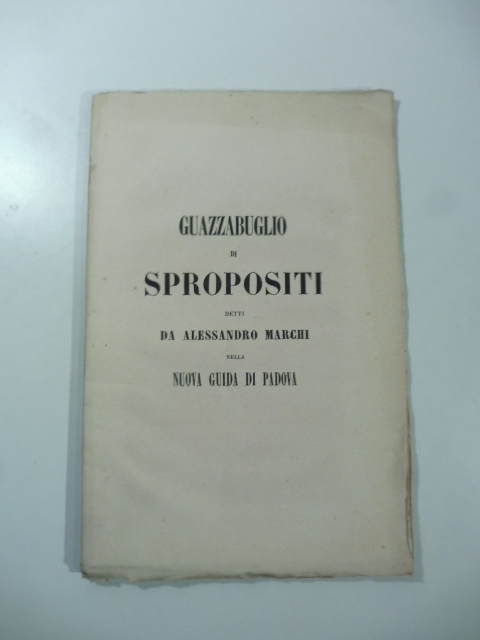 GUAZZABUGLIO
DI
SPROPOSITI
DETTI
DA ALESSANDRO MARCHI
NELLA
NUOVA GUIDA DI PADOVA